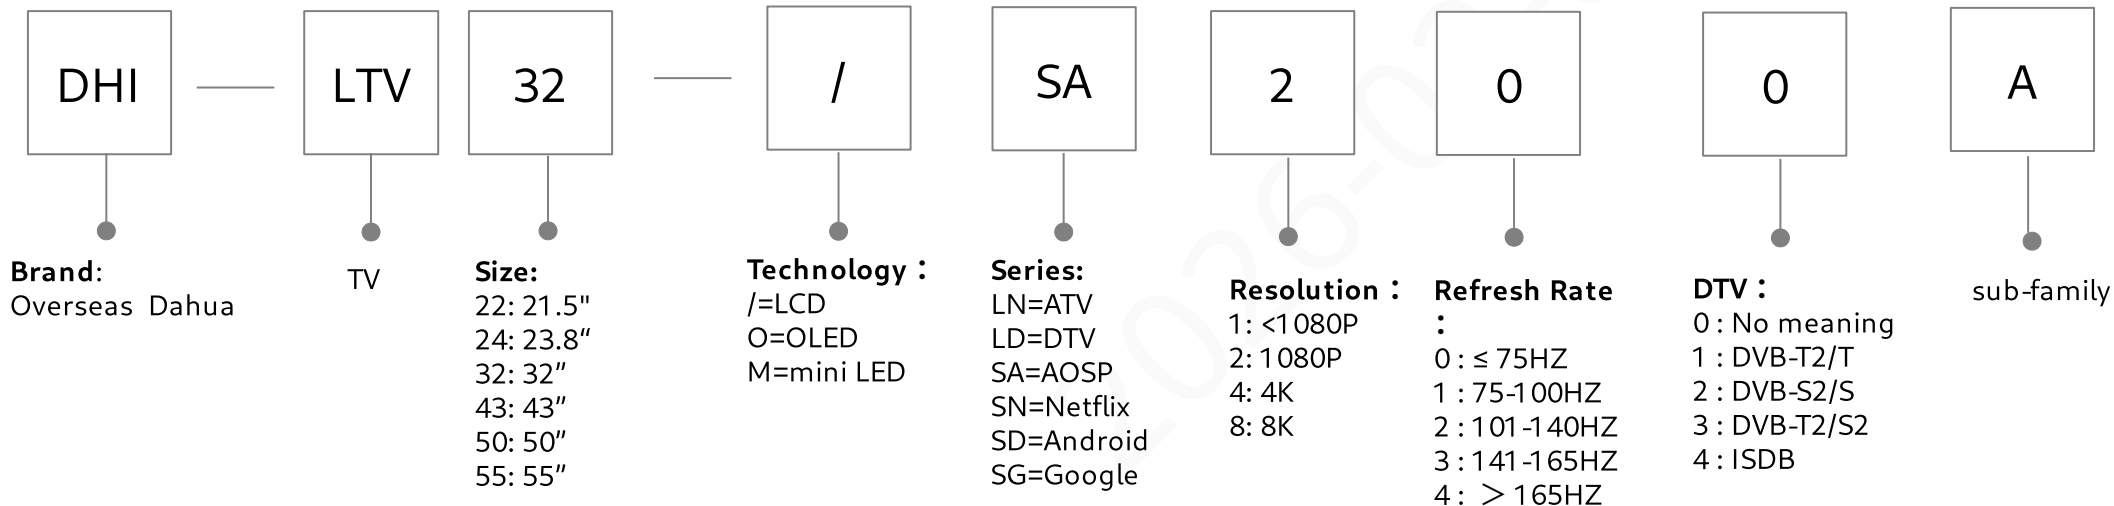 DHI LTV 32 / SA 2 0 0 A
Brand:
Overseas Dahua
TV
Size:
22: 21.5"
24: 23.8“
32: 32”
43: 43”
50: 50”
55: 55”
Technology：
/=LCD
O=OLED
M=mini LED
Series:
LN=ATV
LD=DTV
SA=AOSP
SN=Netflix
SD=Android
SG=Google
Resolution：
1: <1080P
2: 1080P
4: 4K
8: 8K
Refresh Rate
：
0 : ≤ 75HZ
1 : 75-100HZ
2 : 101-140HZ
3 : 141-165HZ
4 : ＞165HZ
DTV：
0 : No meaning
1 : DVB-T2/T
2 : DVB-S2/S
3 : DVB-T2/S2
4 : ISDB
sub-family